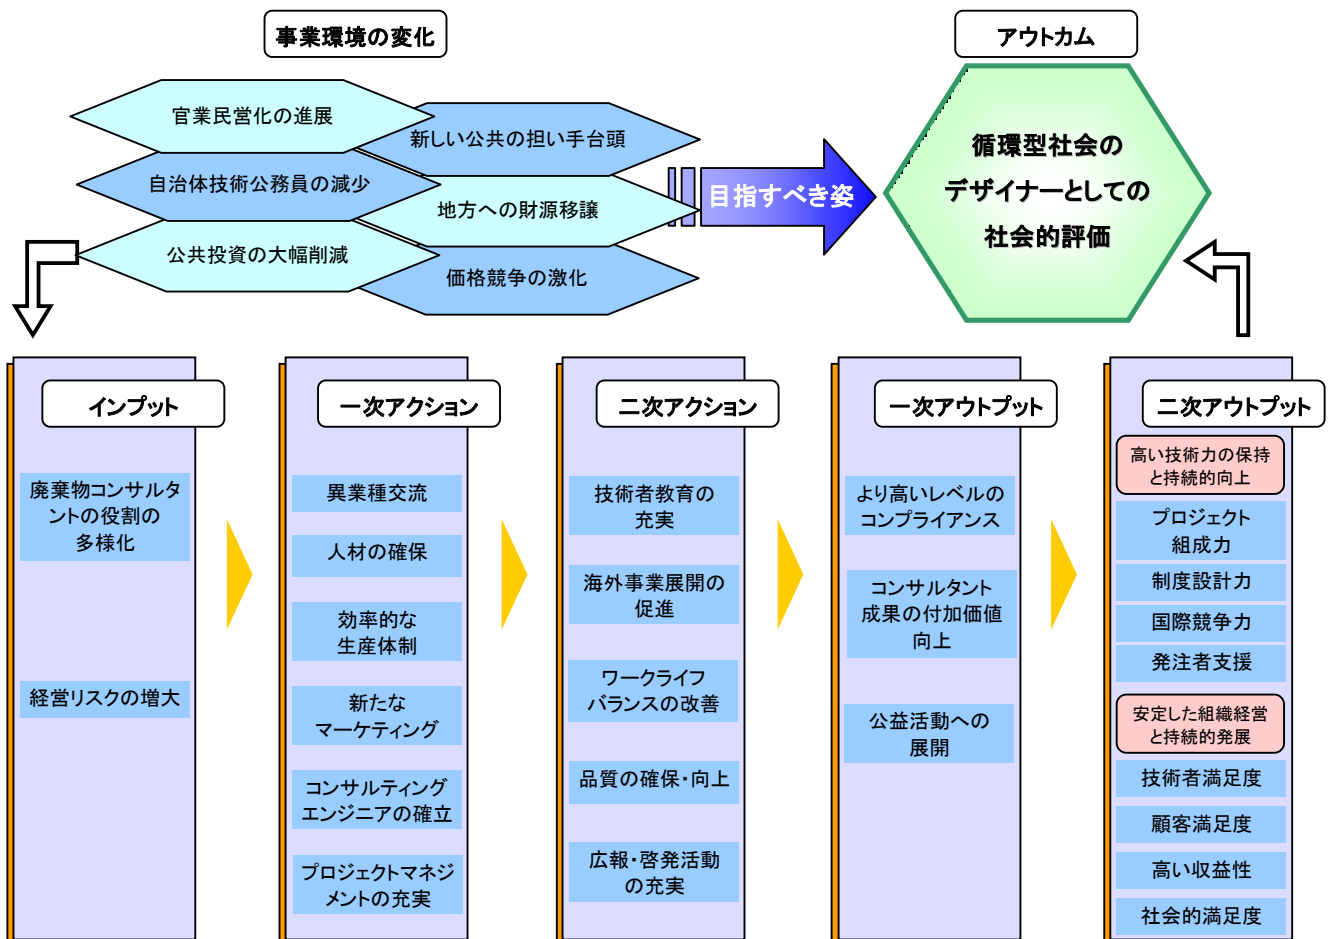 事業環境の変化
アウトカム
官業民営化の進展
新しい公共の担い手台頭
自治体技術公務員の減少
地方への財源移譲
公共投資の大幅削減
価格競争の激化
目指すべき姿
循環型社会の
デザイナーとしての
社会的評価
インプット
廃棄物コンサルタ
ントの役割の
多様化
経営リスクの増大
一次アクション
異業種交流
人材の確保
効率的な
生産体制
新たな
マーケティング
コンサルティング
エンジニアの確立
プロジェクトマネジ
メントの充実
二次アクション
技術者教育の
充実
海外事業展開の
促進
ワークライフ
バランスの改善
品質の確保・向上
広報・啓発活動
の充実
一次アウトプット
より高いレベルの
コンプライアンス
コンサルタント
成果の付加価値
向上
公益活動への
展開
二次アウトプット
高い技術力の保持
と持続的向上
プロジェクト
組成力
制度設計力
国際競争力
発注者支援
安定した組織経営
と持続的発展
技術者満足度
顧客満足度
高い収益性
社会的満足度